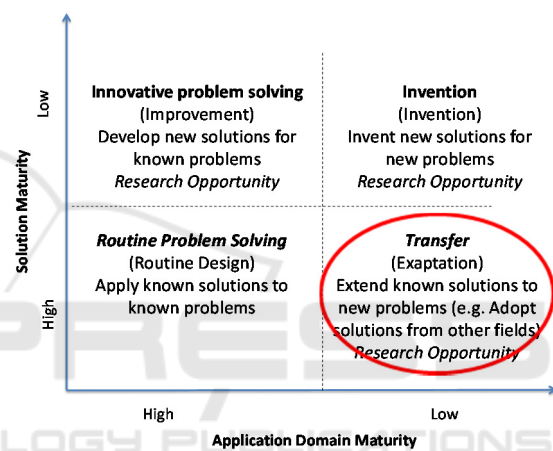 Innovative problem solving
(Improvement)
Develop new solutions for
known problems
Research Opportunity
Invention
(Invention)
Invent new solutions for
new problems
Research Opportunity
Routine Problem Solving
(Routine Design)
Apply known solutions to
known problems
Transfer
(Exaptation)
Extend known solutions to
new problems (e.g. Adopt
solutions from other fields)
Research Opportunity
Low
High
Solution Maturity
High
Low
Application Domain Maturity
PRESS
LOGY PUBLICATIONS